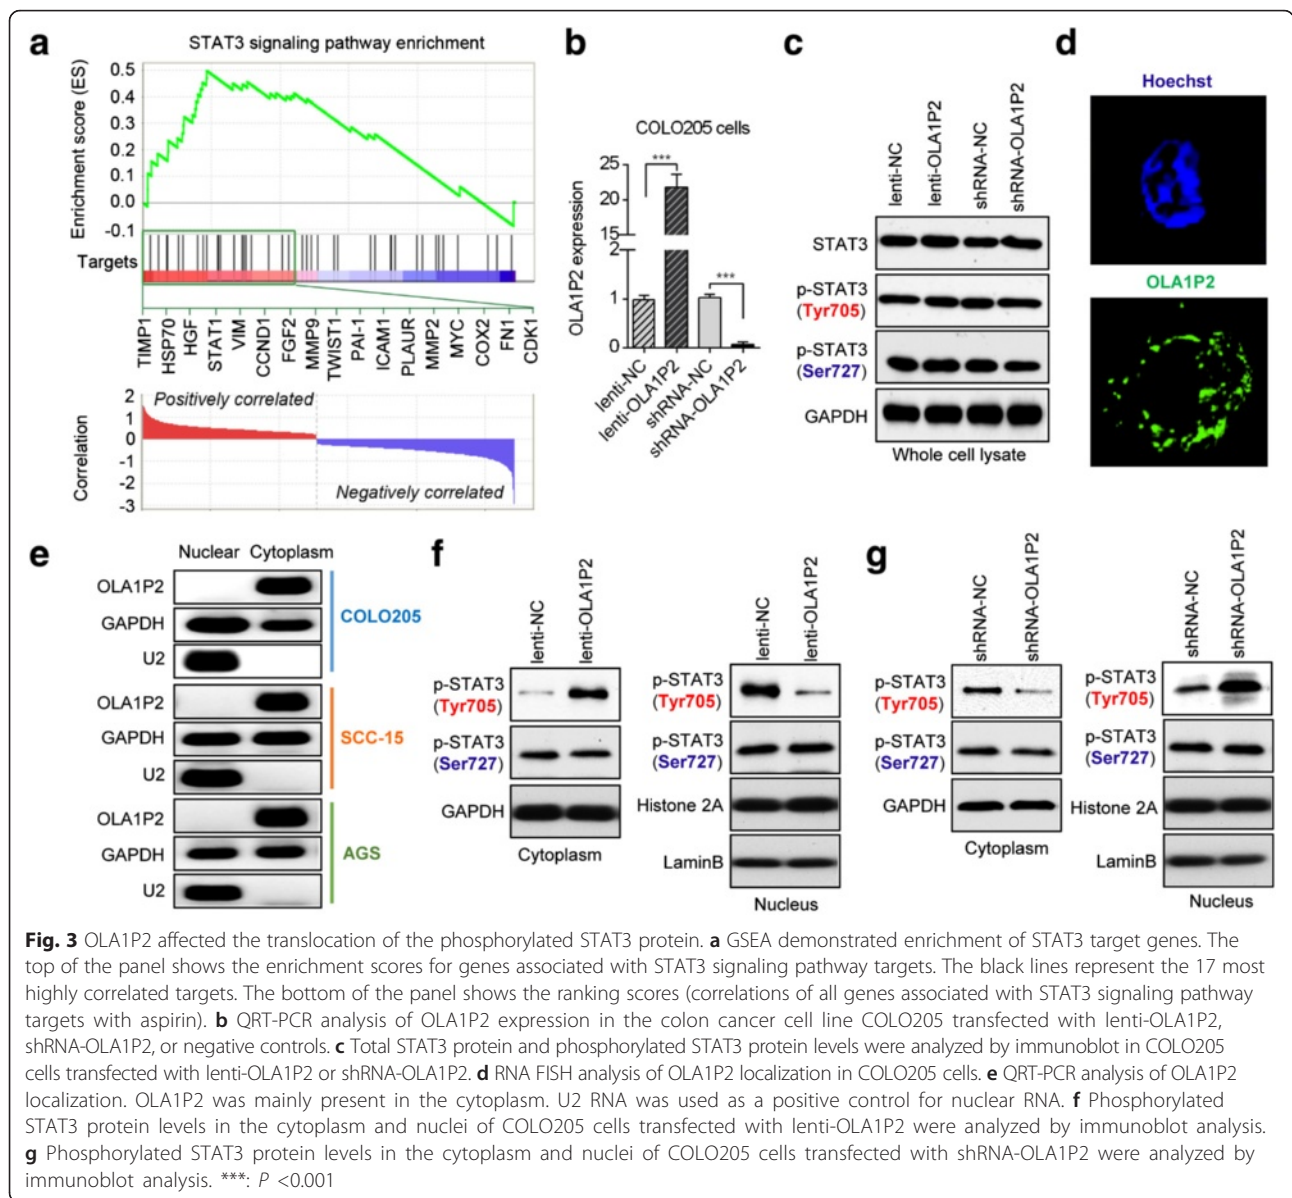 a
STAT3 signaling pathway enrichment
Enrichment score (ES)
0.5
0.4
0.3
0.2
0.1
0.0
-0.1
Targets
TIMP1
HSP70
HGF
STAT1
VIM
CCND1
FGF2
MMP9
TWIST1
PAI-1
ICAM1
PLAUR
MMP2
MYC
COX2
FN1
CDK1
Correlation
2
1
0
-1
-2
-3
Positively correlated
Negatively correlated
b
COLO205 cells
OLA1P2 expression
25
20
15
2
1
0
***
***
lenti-NC
lenti-OLA1P2
shRNA-NC
shRNA-OLA1P2
c
lenti-NC
lenti-OLA1P2
shRNA-NC
shRNA-OLA1P2
STAT3
p-STAT3
(Tyr705)
p-STAT3
(Ser727)
GAPDH
Whole cell lysate
d
Hoechst
OLA1P2
e
Nuclear Cytoplasm
OLA1P2
GAPDH
U2
COLO205
OLA1P2
GAPDH
U2
SCC-15
OLA1P2
GAPDH
U2
AGS
f
lenti-NC
lenti-OLA1P2
p-STAT3
(Tyr705)
p-STAT3
(Ser727)
GAPDH
Cytoplasm
lenti-NC
lenti-OLA1P2
p-STAT3
(Tyr705)
p-STAT3
(Ser727)
Histone 2A
LaminB
Nucleus
g
shRNA-NC
shRNA-OLA1P2
p-STAT3
(Tyr705)
p-STAT3
(Ser727)
GAPDH
Cytoplasm
shRNA-NC
shRNA-OLA1P2
p-STAT3
(Tyr705)
p-STAT3
(Ser727)
Histone 2A
LaminB
Nucleus
Fig. 3 OLA1P2 affected the translocation of the phosphorylated STAT3 protein. a GSEA demonstrated enrichment of STAT3 target genes. The
top of the panel shows the enrichment scores for genes associated with STAT3 signaling pathway targets. The black lines represent the 17 most
highly correlated targets. The bottom of the panel shows the ranking scores (correlations of all genes associated with STAT3 signaling pathway
targets with aspirin). b QRT-PCR analysis of OLA1P2 expression in the colon cancer cell line COLO205 transfected with lenti-OLA1P2,
shRNA-OLA1P2, or negative controls. c Total STAT3 protein and phosphorylated STAT3 protein levels were analyzed by immunoblot in COLO205
cells transfected with lenti-OLA1P2 or shRNA-OLA1P2. d RNA FISH analysis of OLA1P2 localization in COLO205 cells. e QRT-PCR analysis of OLA1P2
localization. OLA1P2 was mainly present in the cytoplasm. U2 RNA was used as a positive control for nuclear RNA. f Phosphorylated
STAT3 protein levels in the cytoplasm and nuclei of COLO205 cells transfected with lenti-OLA1P2 were analyzed by immunoblot analysis.
g Phosphorylated STAT3 protein levels in the cytoplasm and nuclei of COLO205 cells transfected with shRNA-OLA1P2 were analyzed by
immunoblot analysis. ***: P <0.001